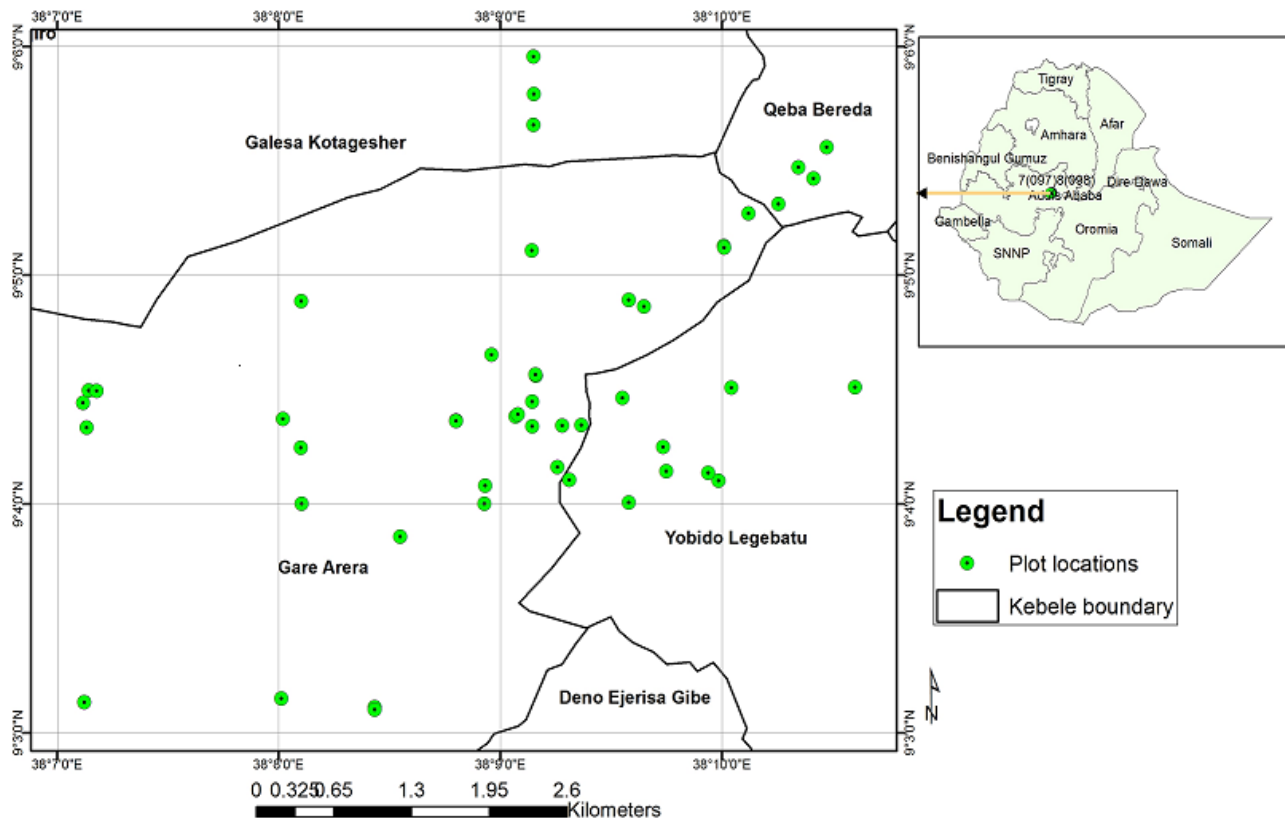 38°7'0"E 38°8'0"E 38°9'0"E 38°10'0"E
iro
9°6'0"N
9°6'0"N
Qeba Bereda
Galesa Kotagesher
9°5'0"N
9°5'0"N
9°4'0"N
9°4'0"N
Yobido Legebatu
Gare Arera
Deno Ejerisa Gibe
9°3'0"N
9°3'0"N
38°7'0"E 38°8'0"E 38°9'0"E 38°10'0"E
0 0.325 0.65 1.3 1.95 2.6
Kilometers
Tigray
Afar
Amhara
Benishangul Gumuz
7(097)8(098)
Dire Dawa
Addis Ababa
Gambella
Oromia
Somali
SNNP
Legend
Plot locations
Kebele boundary
N